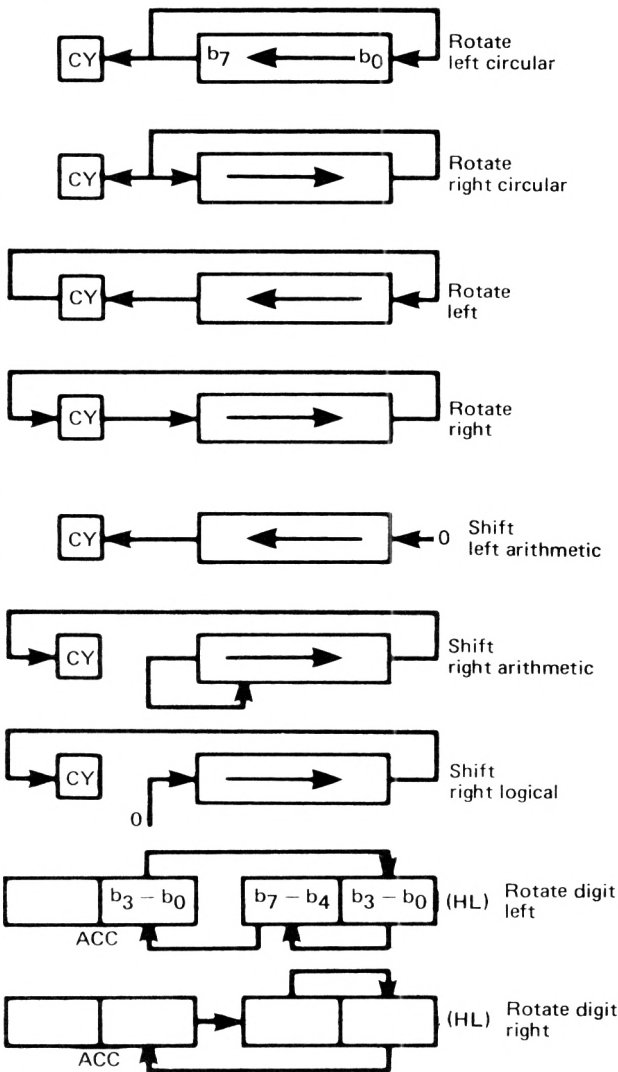 CY b7 b0 Rotate
left circular
CY Rotate
right circular
CY Rotate
left
CY Rotate
right
CY 0 Shift
left arithmetic
CY Shift
right arithmetic
CY Shift
right logical
0
b3 – b0 b7 – b4 b3 – b0 (HL) Rotate digit
left
ACC
(HL) Rotate digit
right
ACC